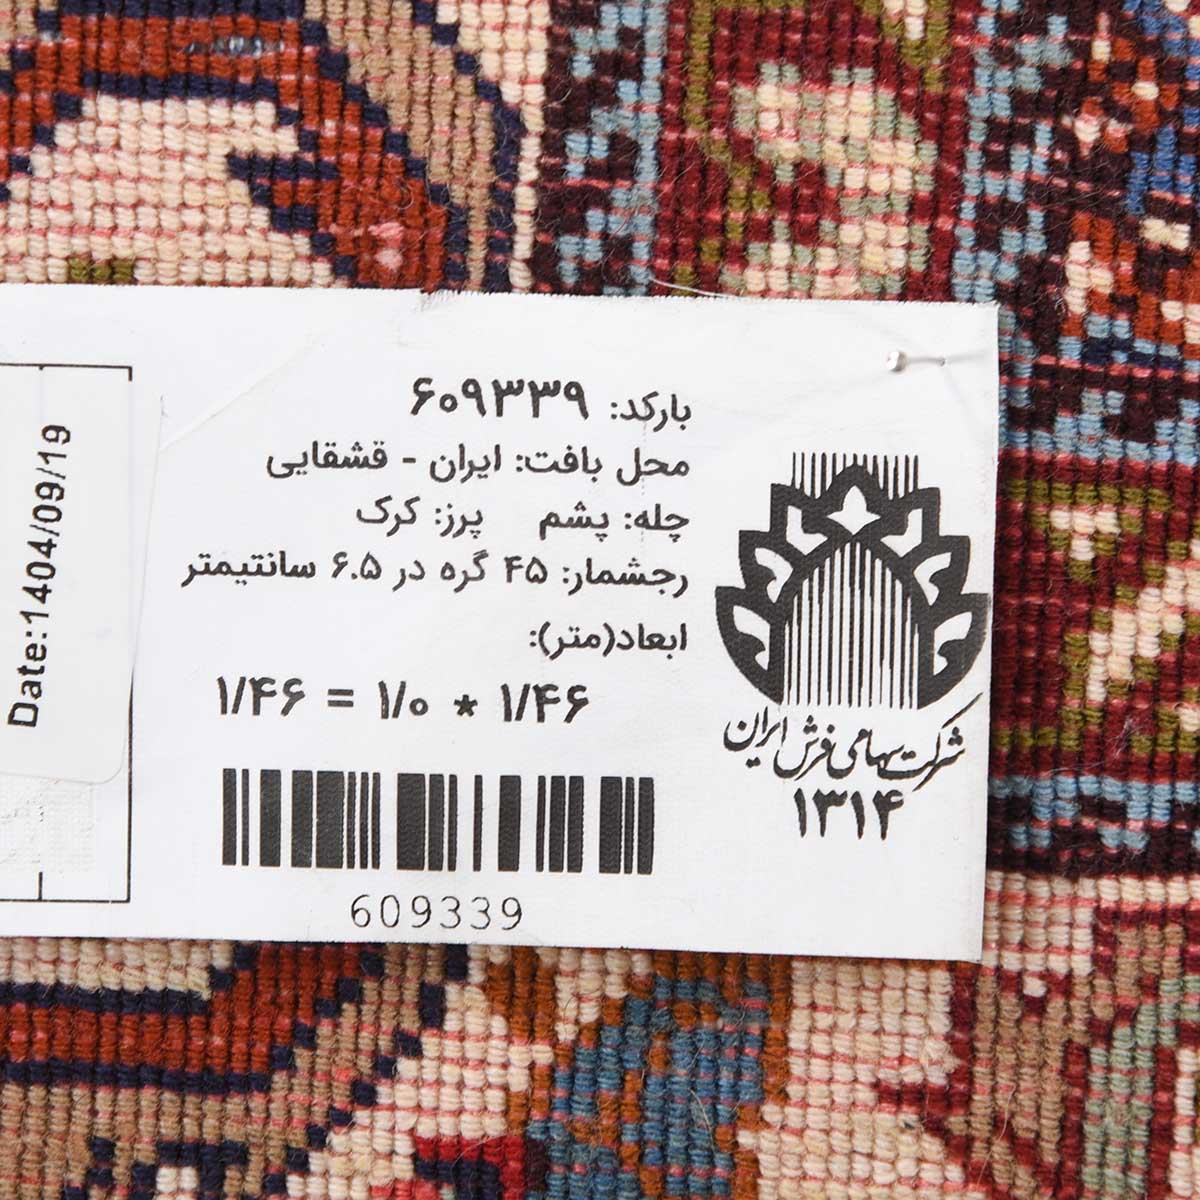 بارکد: ۶۰۹۳۳۹
محل بافت: ایران - قشقایی
چله: پشم پرز: کرک
رجشمار: ۴۵ گره در ۶.۵ سانتیمتر
ابعاد(متر):
۱/۴۶ * ۱/۰ = ۱/۴۶
609339
شرکت سهامی فرش ایران
۱۳۱۴
Date:1404/09/19